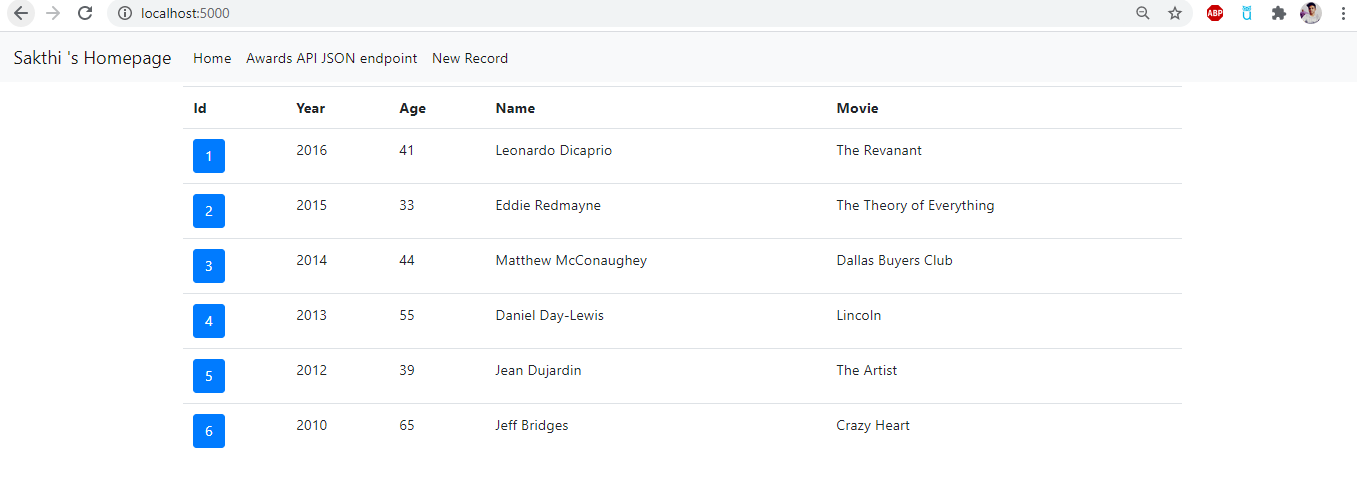 localhost:5000
ABP
Sakthi 's Homepage Home Awards API JSON endpoint New Record
Id Year Age Name Movie
1 2016 41 Leonardo Dicaprio The Revanant
2 2015 33 Eddie Redmayne The Theory of Everything
3 2014 44 Matthew McConaughey Dallas Buyers Club
4 2013 55 Daniel Day-Lewis Lincoln
5 2012 39 Jean Dujardin The Artist
6 2010 65 Jeff Bridges Crazy Heart